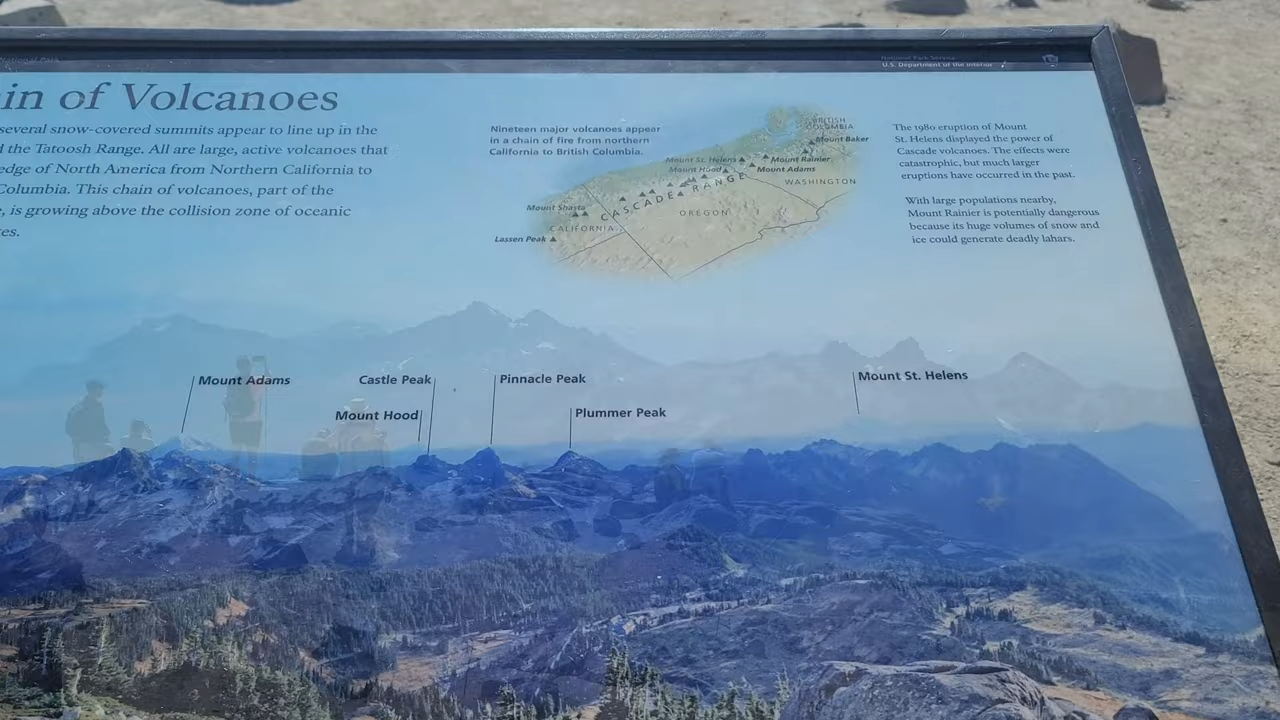 National Park Service
U.S. Department of the Interior
in of Volcanoes
several snow-covered summits appear to line up in the
d the Tatoosh Range. All are large, active volcanoes that
edge of North America from Northern California to
Columbia. This chain of volcanoes, part of the
e, is growing above the collision zone of oceanic
es.
Nineteen major volcanoes appear
in a chain of fire from northern
California to British Columbia.
BRITISH
COLUMBIA
Mount Baker
Mount St. Helens
Mount Rainier
Mount Hood
Mount Adams
WASHINGTON
CASCADE RANGE
Mount Shasta
OREGON
CALIFORNIA
Lassen Peak
The 1980 eruption of Mount
St. Helens displayed the power of
Cascade volcanoes. The effects were
catastrophic, but much larger
eruptions have occurred in the past.
With large populations nearby,
Mount Rainier is potentially dangerous
because its huge volumes of snow and
ice could generate deadly lahars.
Mount Adams
Castle Peak
Pinnacle Peak
Mount St. Helens
Mount Hood
Plummer Peak